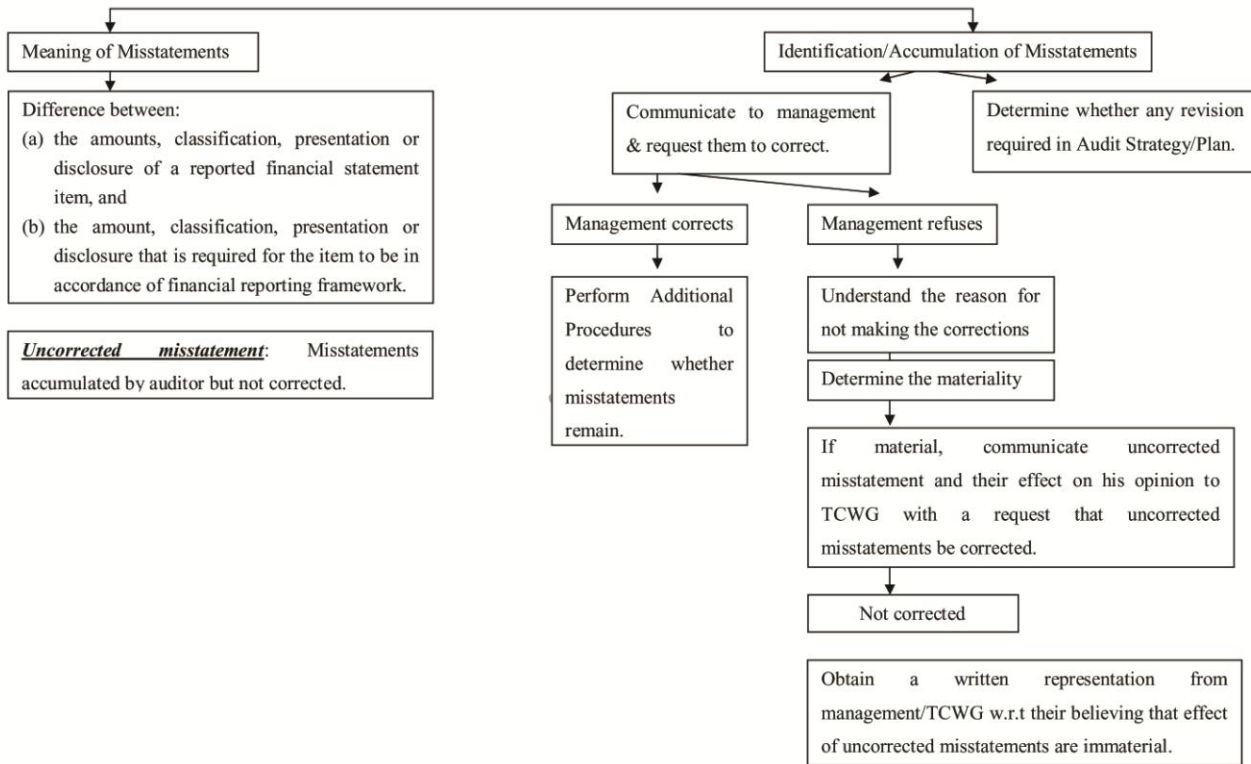 Meaning of Misstatements
Difference between:
(a) the amounts, classification, presentation or
disclosure of a reported financial statement
item, and
(b) the amount, classification, presentation or
disclosure that is required for the item to be in
accordance of financial reporting framework.
Uncorrected misstatement: Misstatements
accumulated by auditor but not corrected.
Identification/Accumulation of Misstatements
Communicate to management
& request them to correct.
Determine whether any revision
required in Audit Strategy/Plan.
Management corrects
Perform Additional
Procedures to
determine whether
misstatements
remain.
Management refuses
Understand the reason for
not making the corrections
Determine the materiality
If material, communicate uncorrected
misstatement and their effect on his opinion to
TCWG with a request that uncorrected
misstatements be corrected.
Not corrected
Obtain a written representation from
management/TCWG w.r.t their believing that effect
of uncorrected misstatements are immaterial.